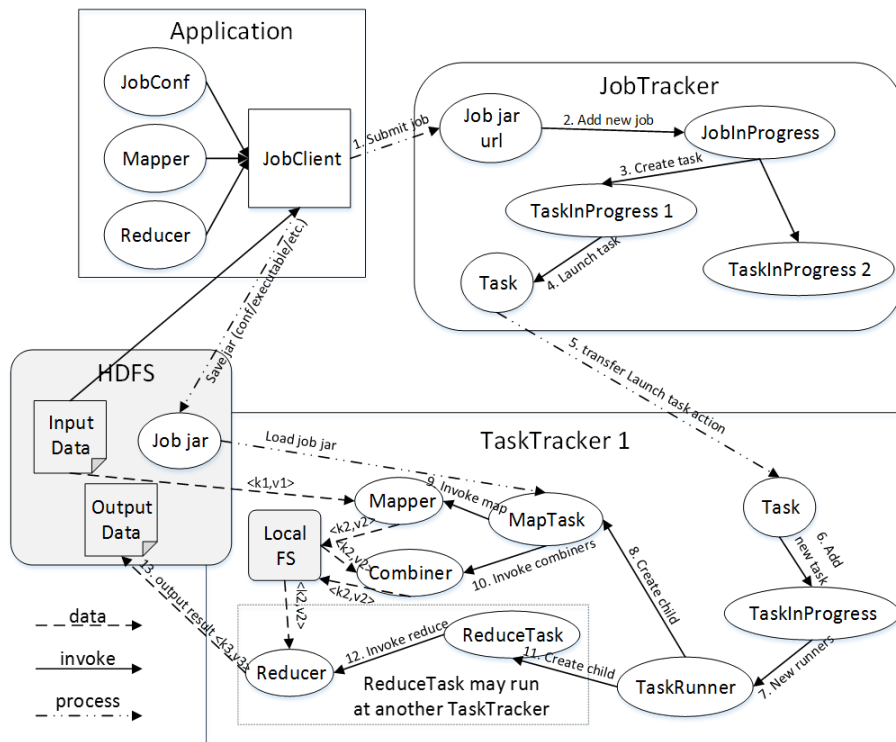 Application
JobConf
Mapper
Reducer
JobClient
1. Submit job
JobTracker
Job jar
url
2. Add new job
JobInProgress
3. Create task
TaskInProgress 1
TaskInProgress 2
4. Launch task
Task
Save jar (conf/executable/etc.)
5. transfer Launch task action
HDFS
Input
Data
Job jar
Output
Data
Load job jar
TaskTracker 1
<k1,v1>
Mapper
9. Invoke map
MapTask
Task
6. Add
new task
Local
FS
<k2,v2>
<k2,v2>
Combiner
<k2,v2>
10. Invoke combiners
8. Create child
TaskInProgress
7. New runners
TaskRunner
<k2,v2>
13. output result <k3,v3>
12. Invoke reduce
ReduceTask
11. Create child
Reducer
ReduceTask may run
at another TaskTracker
data
invoke
process